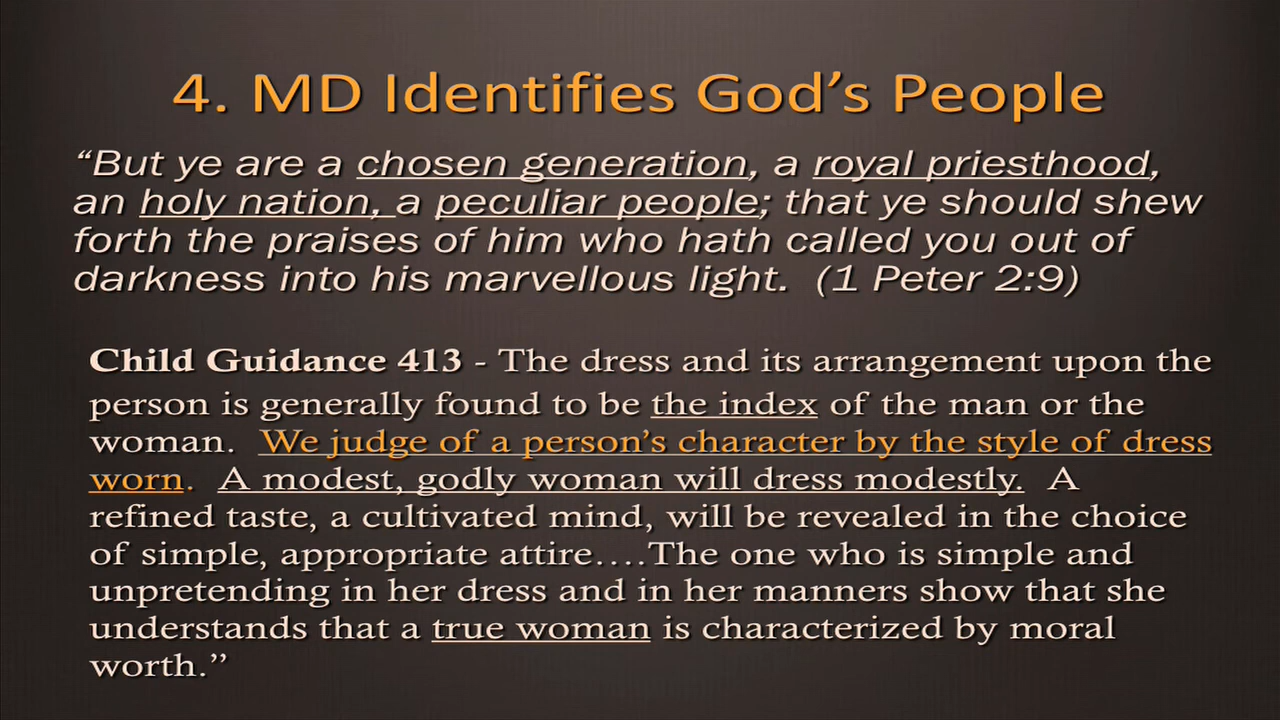 4. MD Identifies God’s People
“But ye are a chosen generation, a royal priesthood,
an holy nation, a peculiar people; that ye should shew
forth the praises of him who hath called you out of
darkness into his marvellous light.  (1 Peter 2:9)
Child Guidance 413 - The dress and its arrangement upon the
person is generally found to be the index of the man or the
woman.  We judge of a person’s character by the style of dress
worn.  A modest, godly woman will dress modestly.  A
refined taste, a cultivated mind, will be revealed in the choice
of simple, appropriate attire….The one who is simple and
unpretending in her dress and in her manners show that she
understands that a true woman is characterized by moral
worth.”